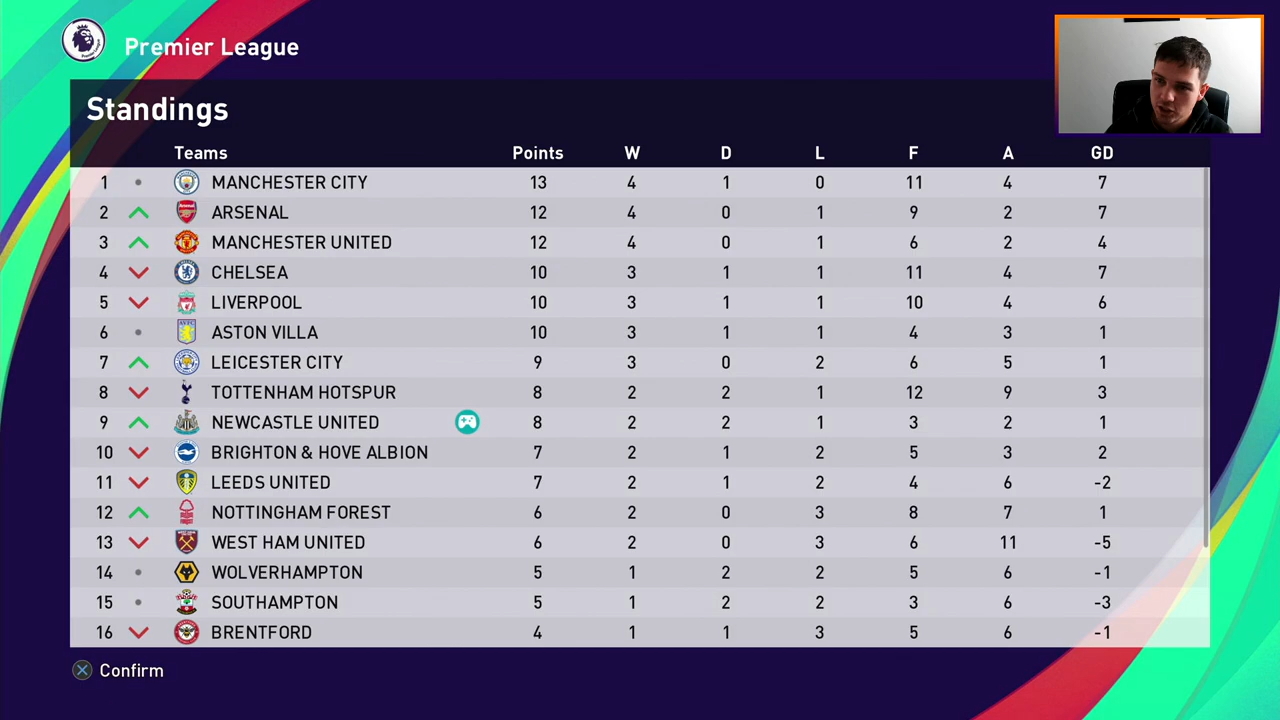 Premier League
Standings
Teams Points W D L F A GD
1 MANCHESTER CITY 13 4 1 0 11 4 7
2 ARSENAL 12 4 0 1 9 2 7
3 MANCHESTER UNITED 12 4 0 1 6 2 4
4 CHELSEA 10 3 1 1 11 4 7
5 LIVERPOOL 10 3 1 1 10 4 6
6 ASTON VILLA 10 3 1 1 4 3 1
7 LEICESTER CITY 9 3 0 2 6 5 1
8 TOTTENHAM HOTSPUR 8 2 2 1 12 9 3
9 NEWCASTLE UNITED 8 2 2 1 3 2 1
10 BRIGHTON & HOVE ALBION 7 2 1 2 5 3 2
11 LEEDS UNITED 7 2 1 2 4 6 -2
12 NOTTINGHAM FOREST 6 2 0 3 8 7 1
13 WEST HAM UNITED 6 2 0 3 6 11 -5
14 WOLVERHAMPTON 5 1 2 2 5 6 -1
15 SOUTHAMPTON 5 1 2 2 3 6 -3
16 BRENTFORD 4 1 1 3 5 6 -1
Confirm